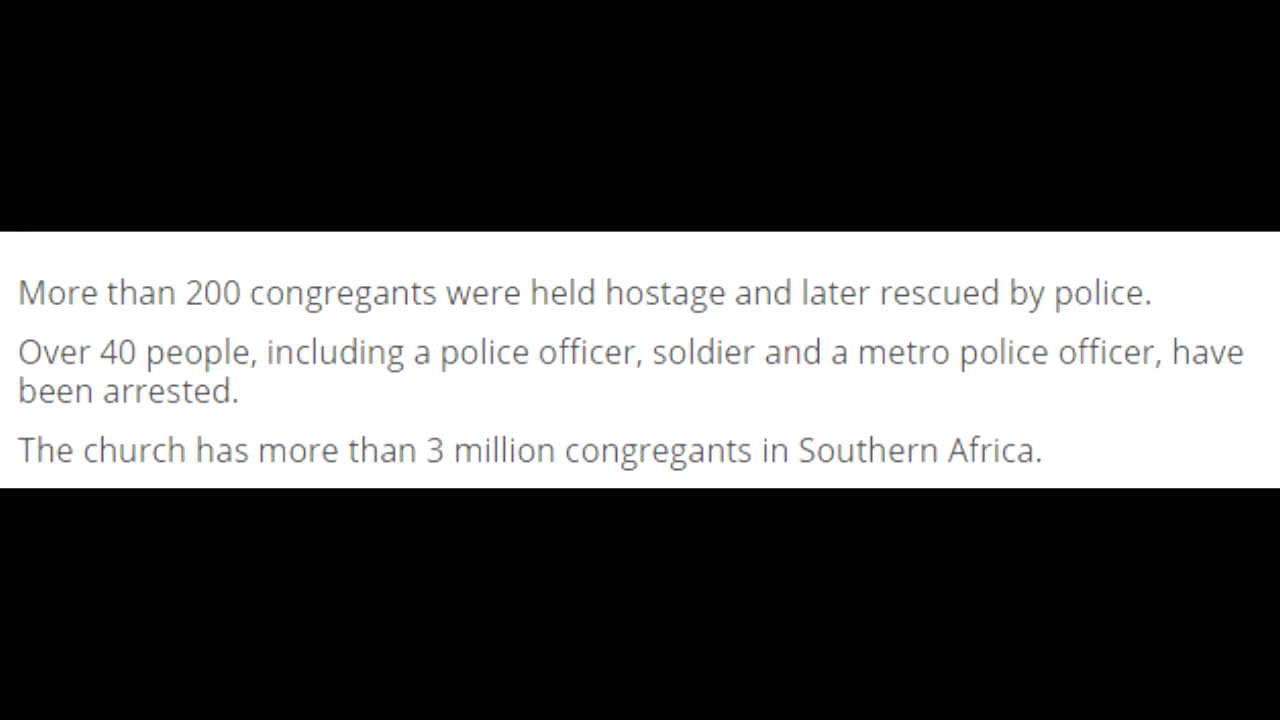 More than 200 congregants were held hostage and later rescued by police.
Over 40 people, including a police officer, soldier and a metro police officer, have
been arrested.
The church has more than 3 million congregants in Southern Africa.